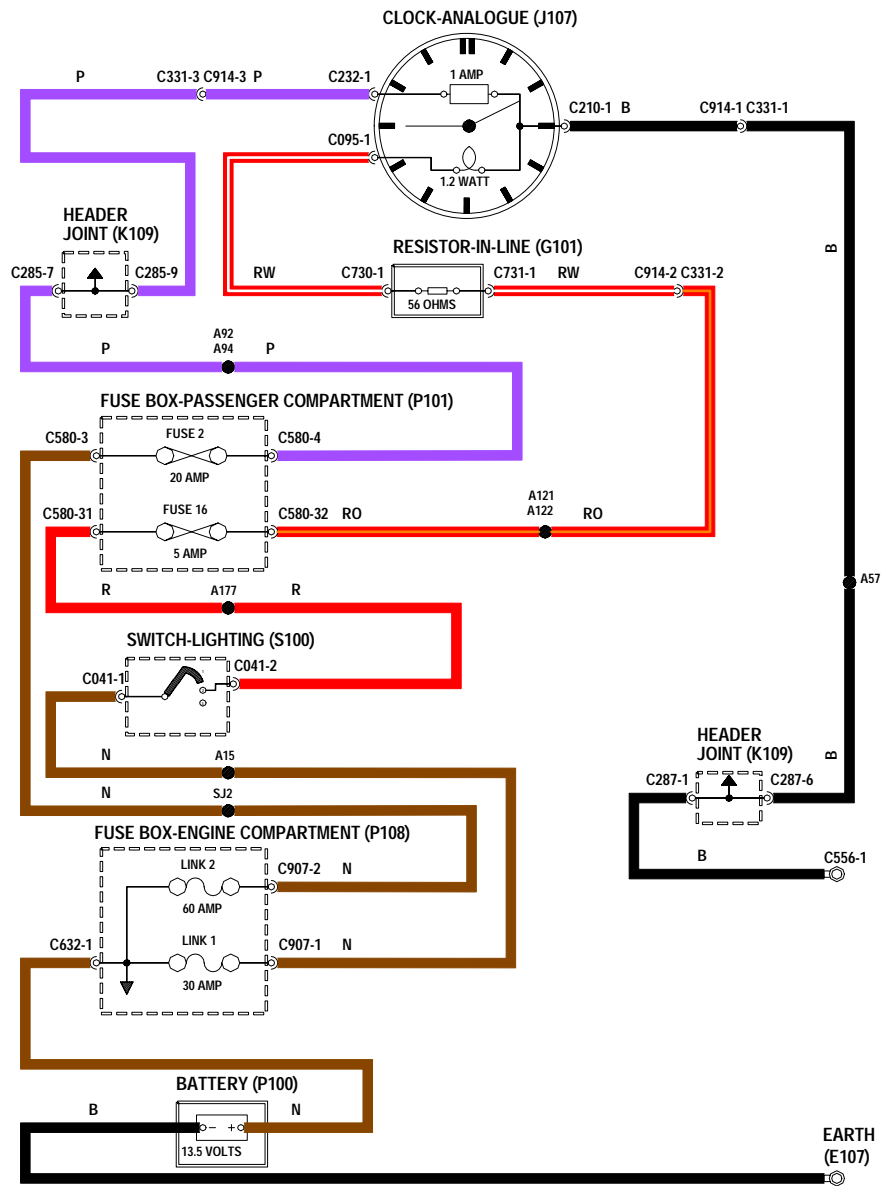 CLOCK-ANALOGUE (J107)
P
C331-3 C914-3 P
C232-1
1 AMP
C210-1 B
C914-1 C331-1
C095-1
1.2 WATT
HEADER
JOINT (K109)
RESISTOR-IN-LINE (G101)
B
C285-7
C285-9
RW
C730-1
C731-1
RW
C914-2 C331-2
56 OHMS
A92
A94
P
P
FUSE BOX-PASSENGER COMPARTMENT (P101)
C580-3
FUSE 2
C580-4
20 AMP
C580-31
FUSE 16
C580-32
RO
A121
A122
RO
5 AMP
A57
R
A177
R
SWITCH-LIGHTING (S100)
C041-1
C041-2
HEADER
JOINT (K109)
N
A15
B
N
SJ2
C287-1
C287-6
FUSE BOX-ENGINE COMPARTMENT (P108)
LINK 2
C907-2
N
B
C556-1
60 AMP
C632-1
LINK 1
C907-1
N
30 AMP
BATTERY (P100)
B
N
- +
13.5 VOLTS
EARTH
(E107)